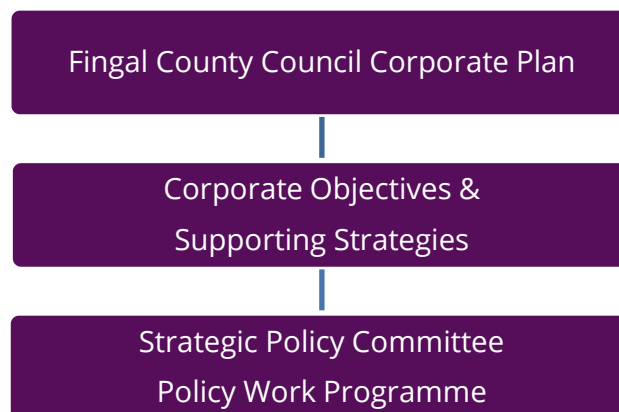 Fingal County Council Corporate Plan
Corporate Objectives &
Supporting Strategies
Strategic Policy Committee
Policy Work Programme